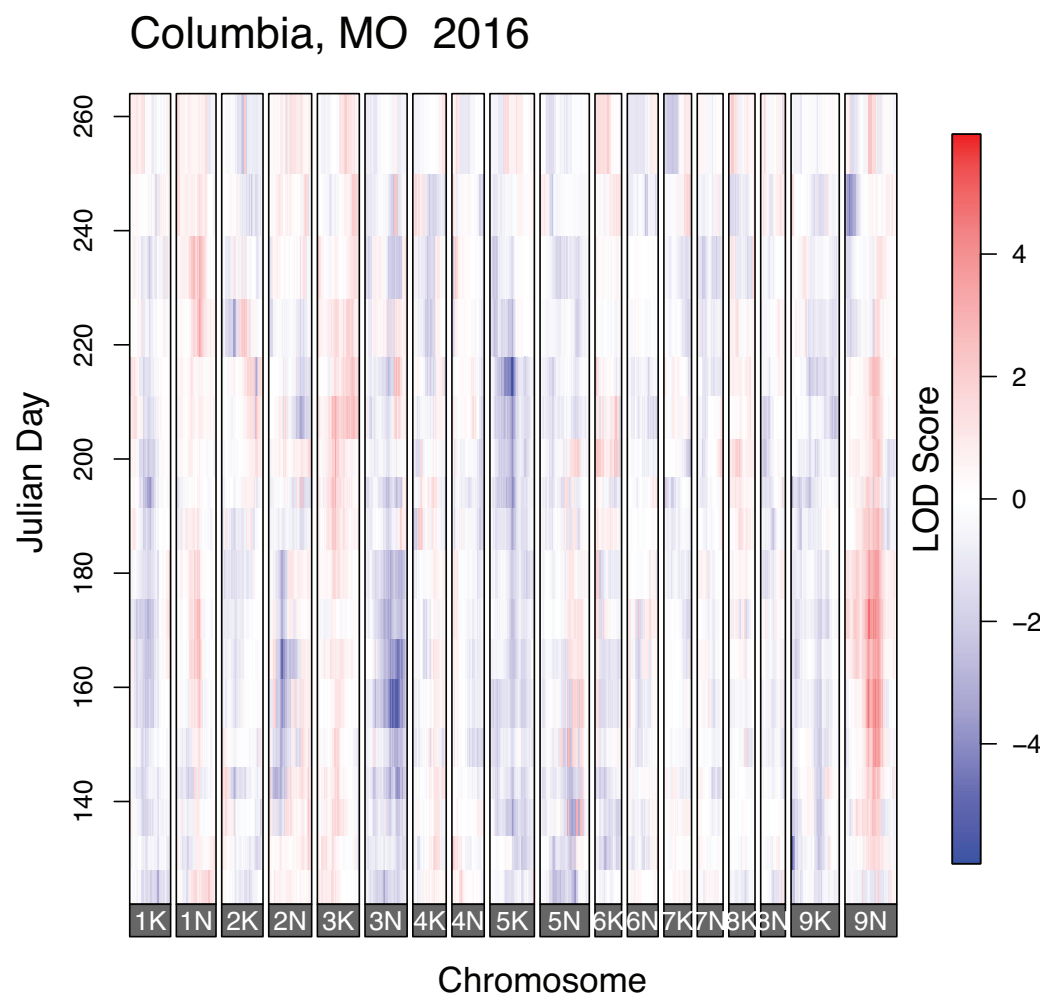 Columbia, MO 2016
260
240
220
200
180
160
140
Julian Day
1K 1N 2K 2N 3K 3N 4K 4N 5K 5N 6K 6N 7K 7N 8K 8N 9K 9N
Chromosome
4
2
0
−2
−4
LOD Score